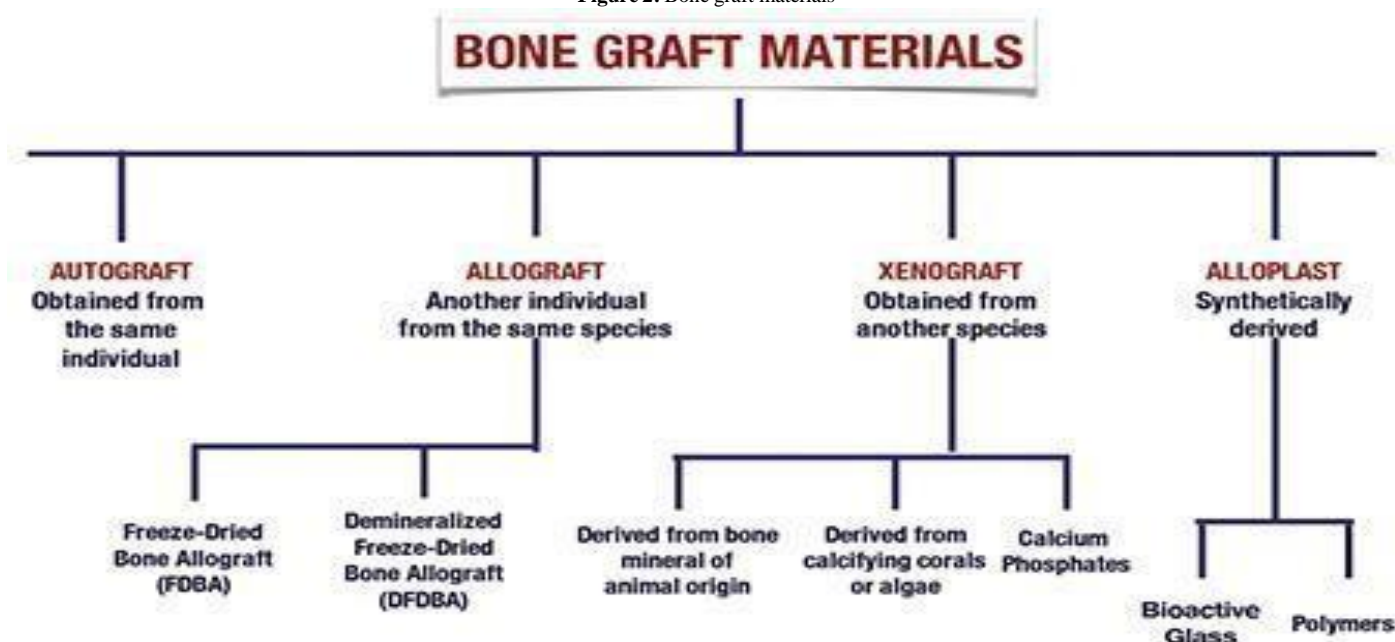 Figure 2. Bone graft materials
BONE GRAFT MATERIALS
AUTOGRAFT
Obtained from
the same
individual
ALLOGRAFT
Another individual
from the same species
XENOGRAFT
Obtained from
another species
ALLOPLAST
Synthetically
derived
Freeze-Dried
Bone Allograft
(FDBA)
Demineralized
Freeze-Dried
Bone Allograft
(DFDBA)
Derived from bone
mineral of
animal origin
Derived from
calcifying corals
or algae
Calcium
Phosphates
Bioactive
Glass
Polymers